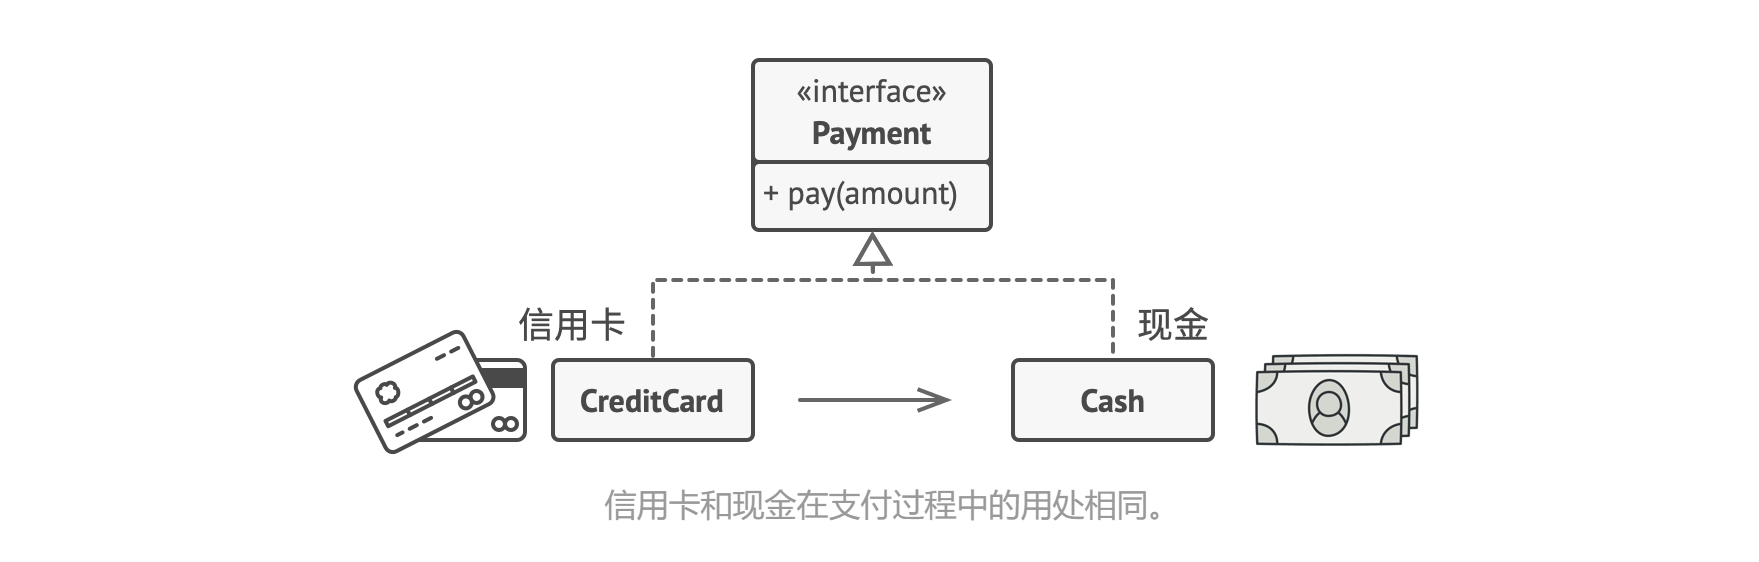 «interface»
Payment
+ pay(amount)
信用卡
现金
CreditCard
Cash
信用卡和现金在支付过程中的用处相同。